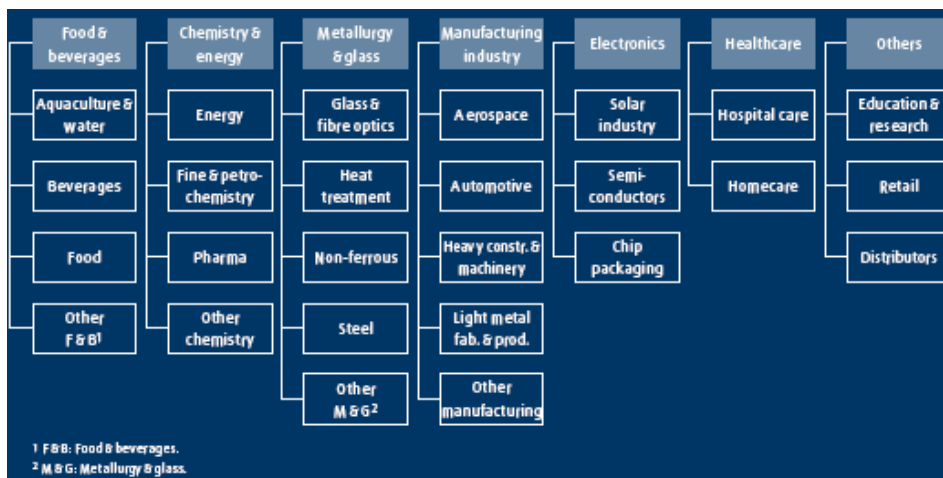 Food &
beverages
Aquaculture &
water
Beverages
Food
Other
F & B¹
Chemistry &
energy
Energy
Fine & petro-
chemistry
Pharma
Other
chemistry
Metallurgy
& glass
Glass &
fibre optics
Heat
treatment
Non-ferrous
Steel
Other
M & G²
Manufacturing
industry
Aerospace
Automotive
Heavy constr. &
machinery
Light metal
fab. & prod.
Other
manufacturing
Electronics
Solar
industry
Semi-
conductors
Chip
packaging
Healthcare
Hospital care
Homecare
Others
Education &
research
Retail
Distributors
¹ F & B: Food & beverages.
² M & G: Metallurgy & glass.